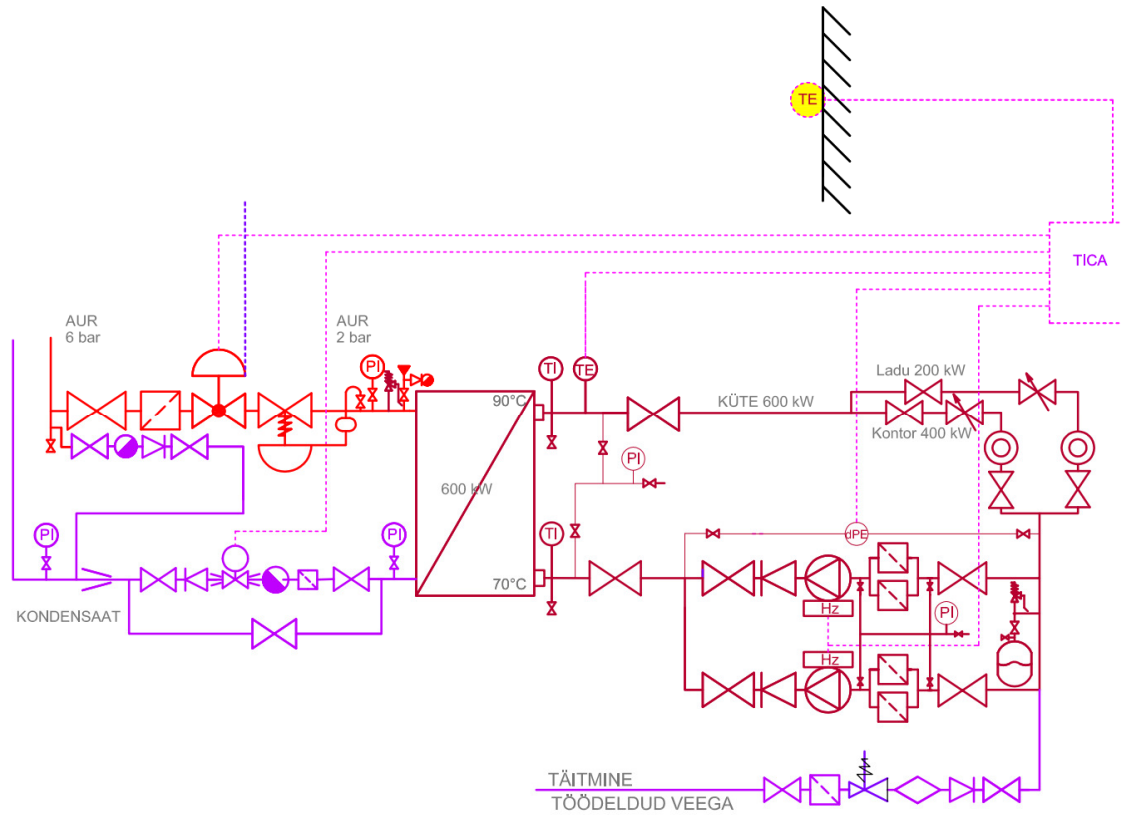 TE
TICA
AUR
6 bar
AUR
2 bar
PI
TI
TE
90°C
KÜTE 600 kW
Ladu 200 kW
Kontor 400 kW
600 kW
PI
PI
PI
TI
70°C
dPE
Hz
PI
Hz
KONDENSAAT
TÄITMINE
TÖÖDELDUD VEEGA